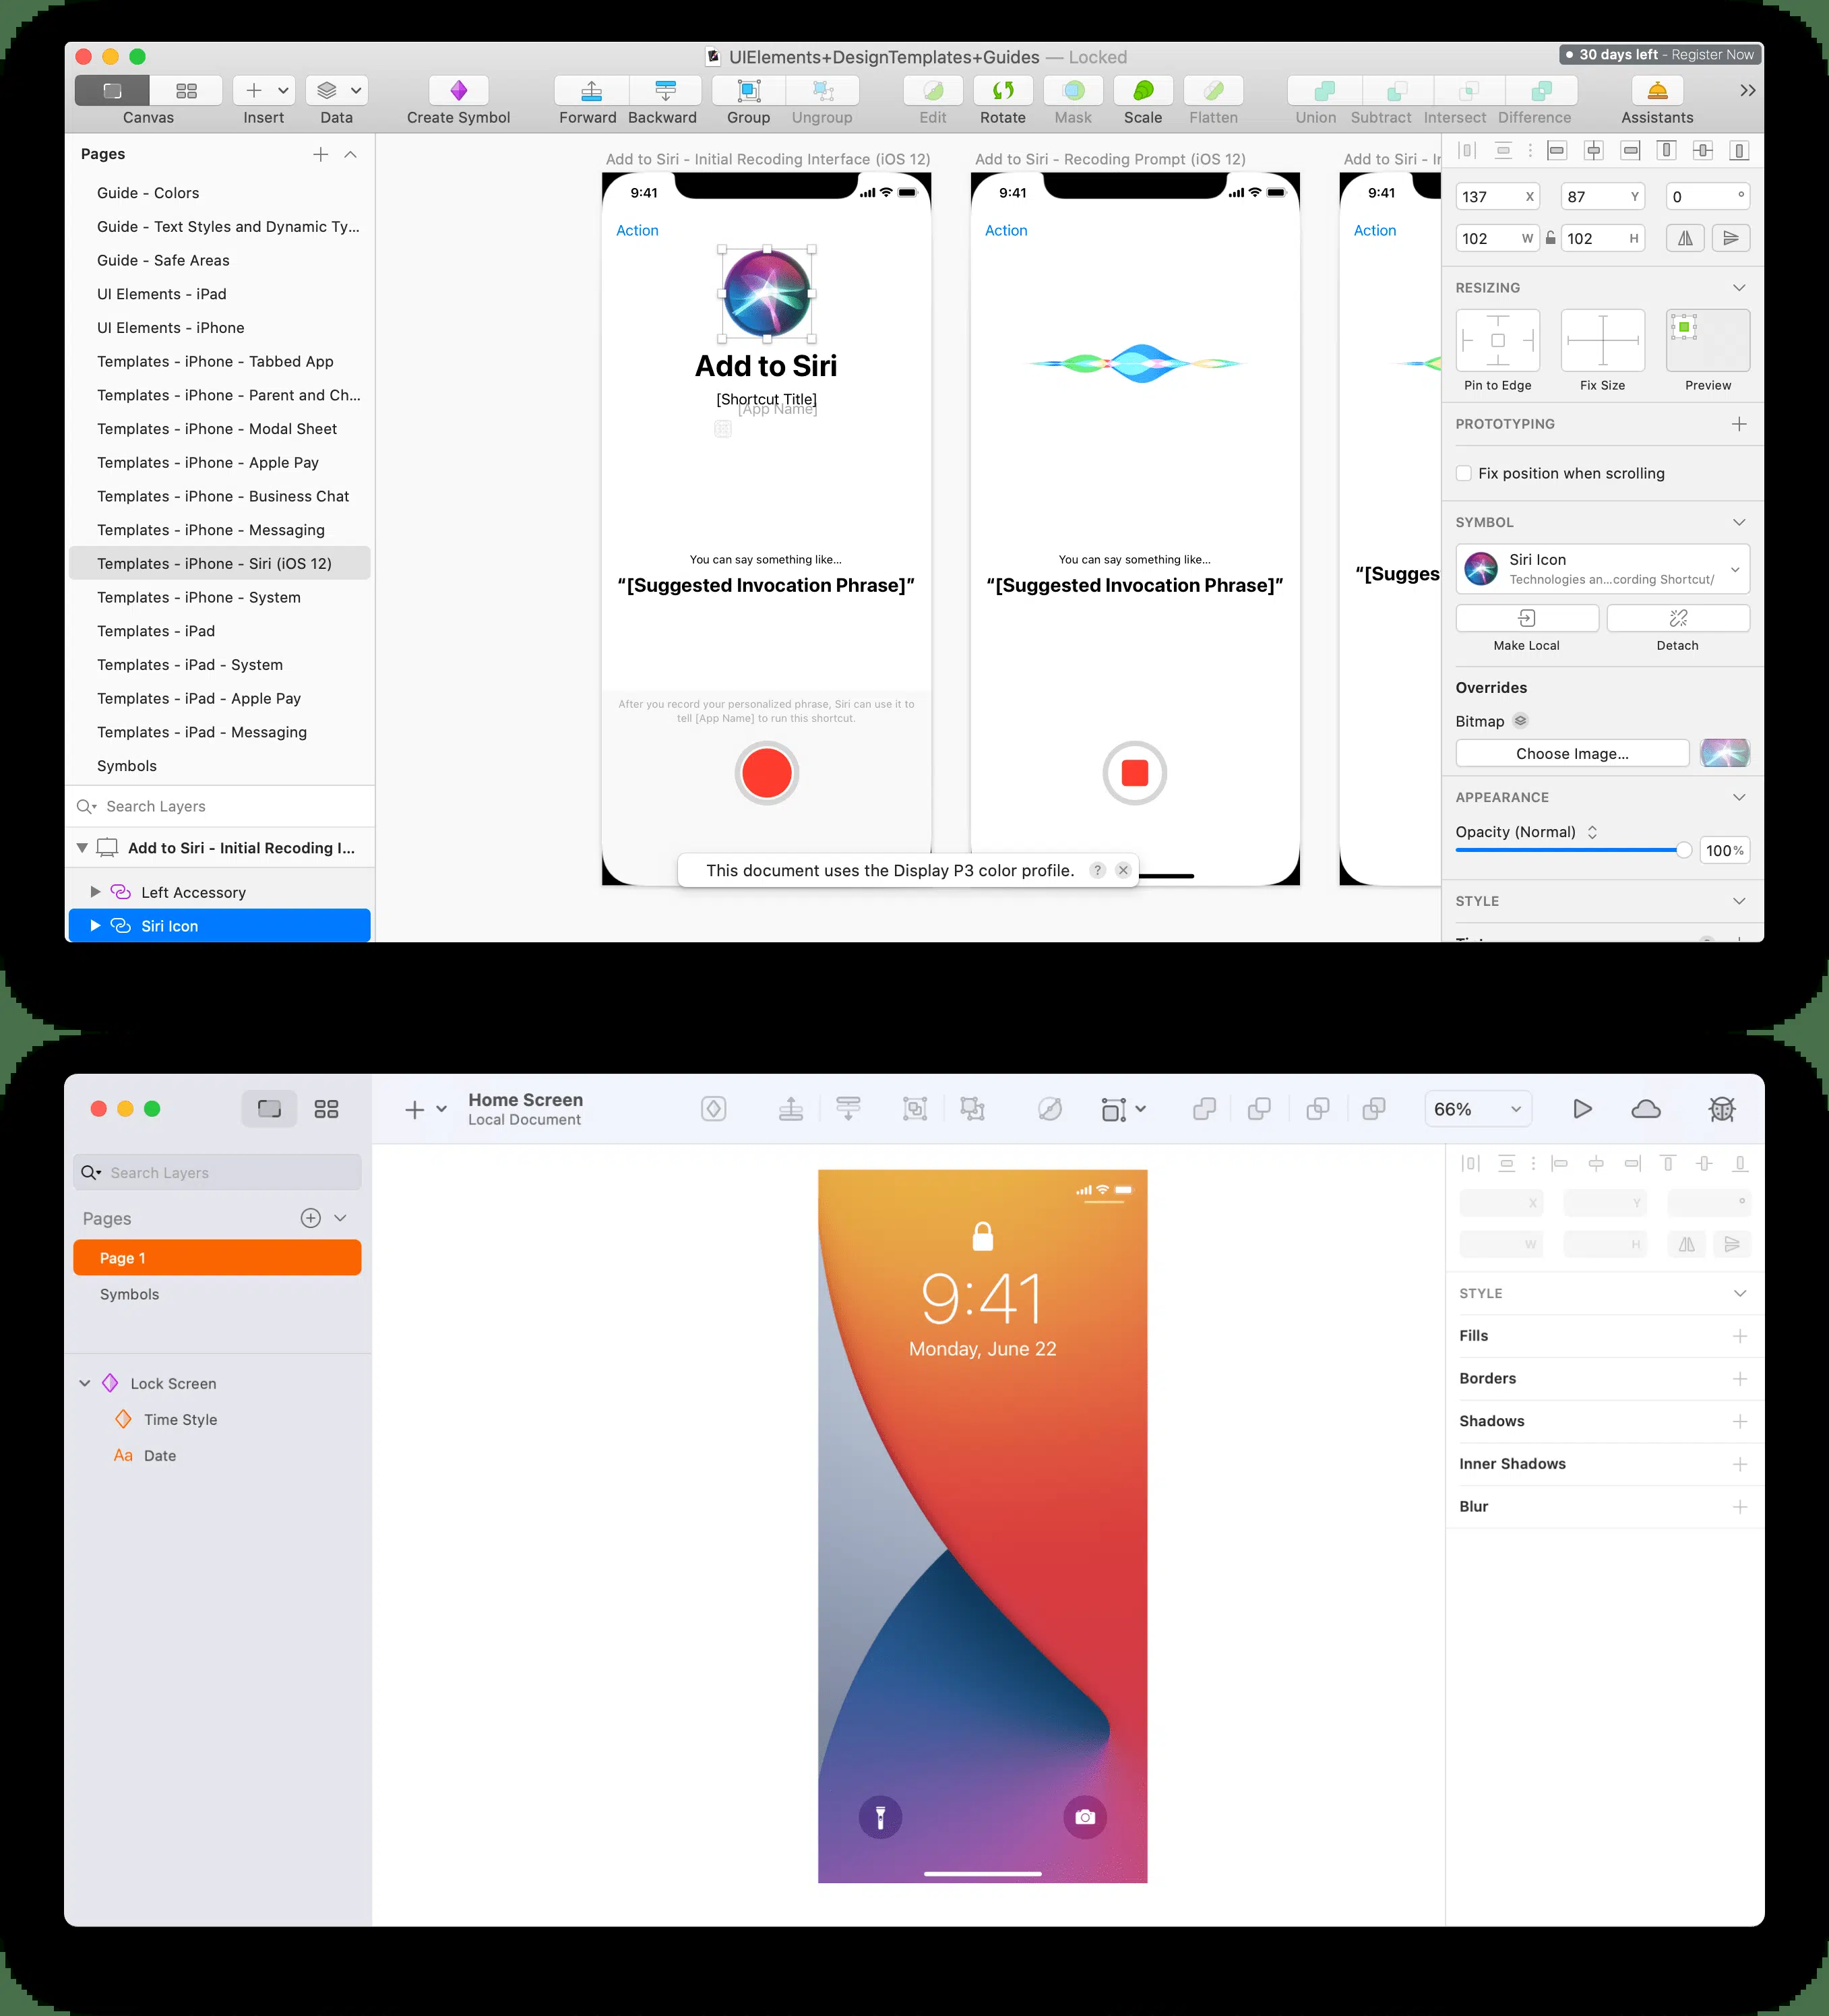 UIElements+DesignTemplates+Guides — Locked
30 days left - Register Now
Canvas
Insert
Data
Create Symbol
Forward
Backward
Group
Ungroup
Edit
Rotate
Mask
Scale
Flatten
Union
Subtract
Intersect
Difference
Assistants
Pages
Guide - Colors
Guide - Text Styles and Dynamic Ty...
Guide - Safe Areas
UI Elements - iPad
UI Elements - iPhone
Templates - iPhone - Tabbed App
Templates - iPhone - Parent and Ch...
Templates - iPhone - Modal Sheet
Templates - iPhone - Apple Pay
Templates - iPhone - Business Chat
Templates - iPhone - Messaging
Templates - iPhone - Siri (iOS 12)
Templates - iPhone - System
Templates - iPad
Templates - iPad - System
Templates - iPad - Apple Pay
Templates - iPad - Messaging
Symbols
Search Layers
Add to Siri - Initial Recoding I...
Left Accessory
Siri Icon
Add to Siri - Initial Recoding Interface (iOS 12)
9:41
Action
Add to Siri
[Shortcut Title]
[App Name]
You can say something like...
“[Suggested Invocation Phrase]”
After you record your personalized phrase, Siri can use it to
tell [App Name] to run this shortcut.
Add to Siri - Recoding Prompt (iOS 12)
9:41
Action
You can say something like...
“[Suggested Invocation Phrase]”
Add to Siri - I
9:41
Action
“[Sugges
This document uses the Display P3 color profile.
?
137 X
87 Y
0 °
102 W
102 H
RESIZING
Pin to Edge
Fix Size
Preview
PROTOTYPING
Fix position when scrolling
SYMBOL
Siri Icon
Technologies an...cording Shortcut/
Make Local
Detach
Overrides
Bitmap
Choose Image...
APPEARANCE
Opacity (Normal)
100%
STYLE
Home Screen
Local Document
66%
Search Layers
Pages
Page 1
Symbols
Lock Screen
Time Style
Aa Date
9:41
Monday, June 22
X
Y
°
W
H
STYLE
Fills
Borders
Shadows
Inner Shadows
Blur